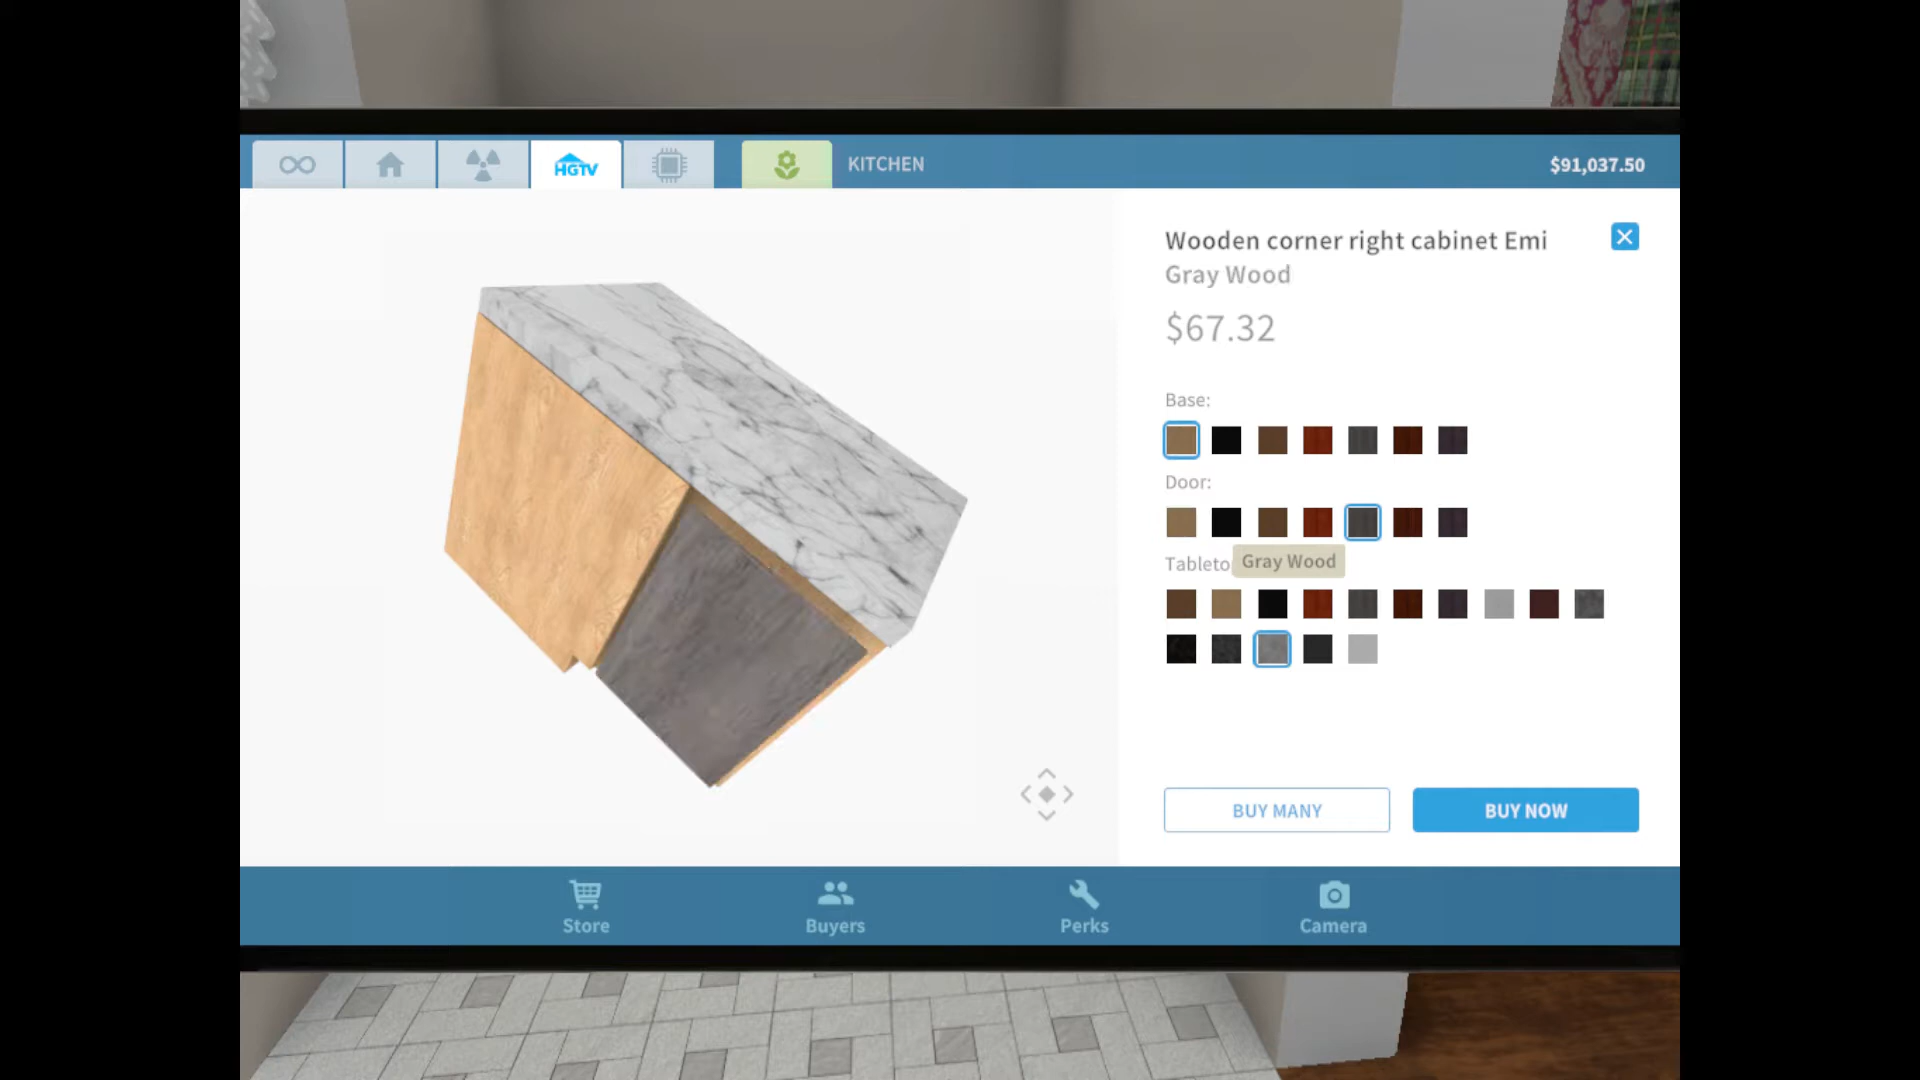 HGTV
KITCHEN
$91,037.50
Wooden corner right cabinet Emi
Gray Wood
$67.32
Base:
Door:
Tableto
Gray Wood
BUY MANY
BUY NOW
Store
Buyers
Perks
Camera